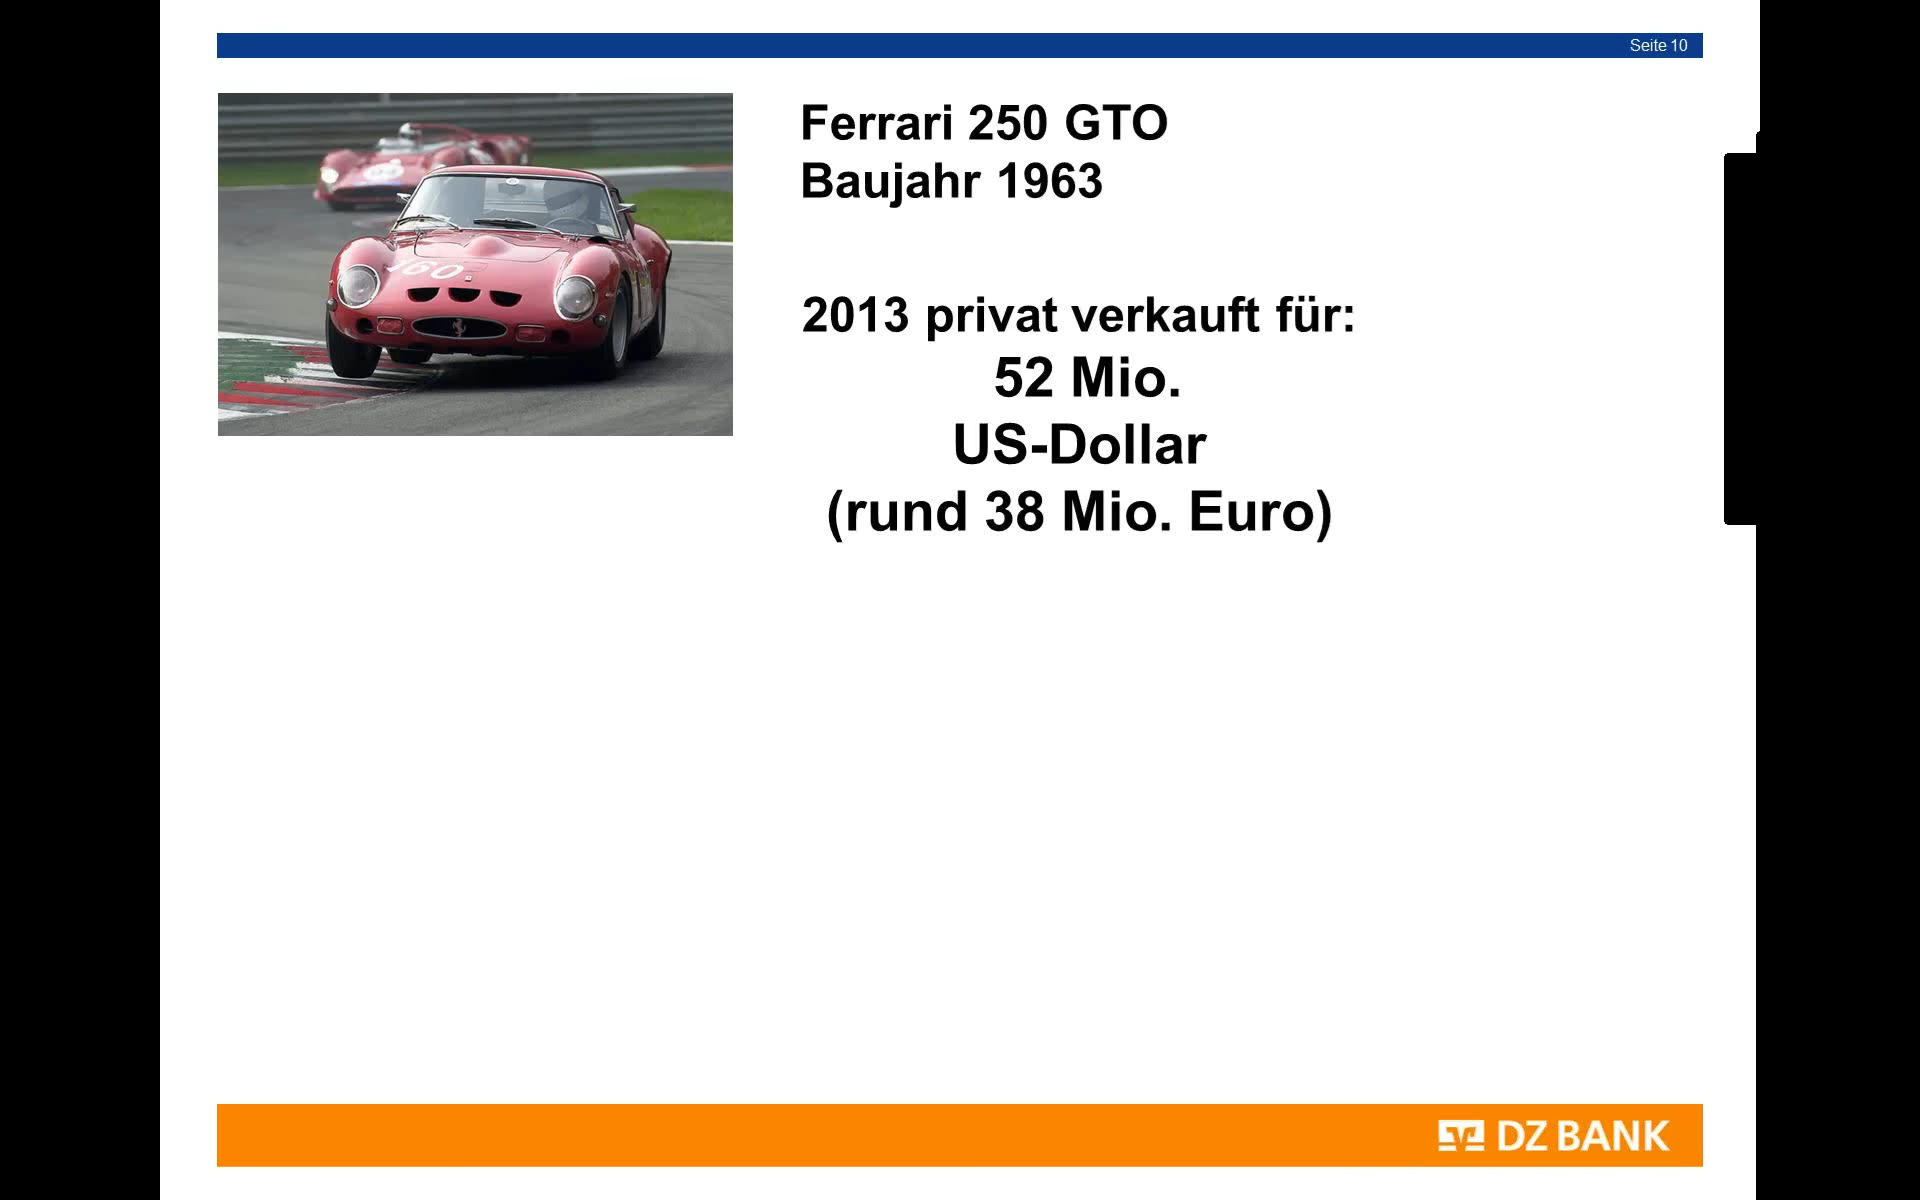 Seite 10
Ferrari 250 GTO
Baujahr 1963
160
2013 privat verkauft für:
52 Mio.
US-Dollar
(rund 38 Mio. Euro)
DZ BANK